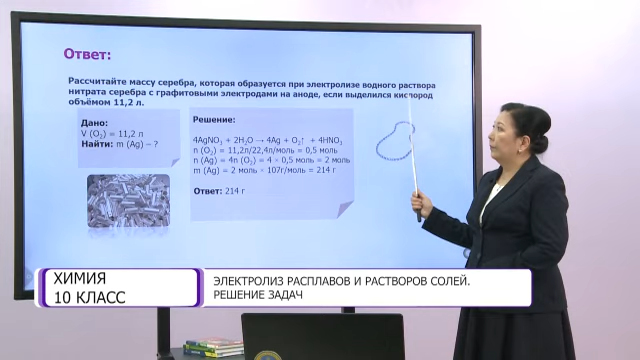 Ответ:
Рассчитайте массу серебра, которая образуется при электролизе водного раствора
нитрата серебра с графитовыми электродами на аноде, если выделился кислород
объёмом 11,2 л.
Дано:
V (O₂) = 11,2 л
Найти: m (Ag) – ?
Решение:
4AgNO₃ + 2H₂O → 4Ag + O₂↑ + 4HNO₃
n (O₂) = 11,2л/22,4л/моль = 0,5 моль
n (Ag) = 4n (O₂) = 4 · 0,5 моль = 2 моль
m (Ag) = 2 моль · 107г/моль = 214 г
Ответ: 214 г
ХИМИЯ
10 КЛАСС
ЭЛЕКТРОЛИЗ РАСПЛАВОВ И РАСТВОРОВ СОЛЕЙ.
РЕШЕНИЕ ЗАДАЧ